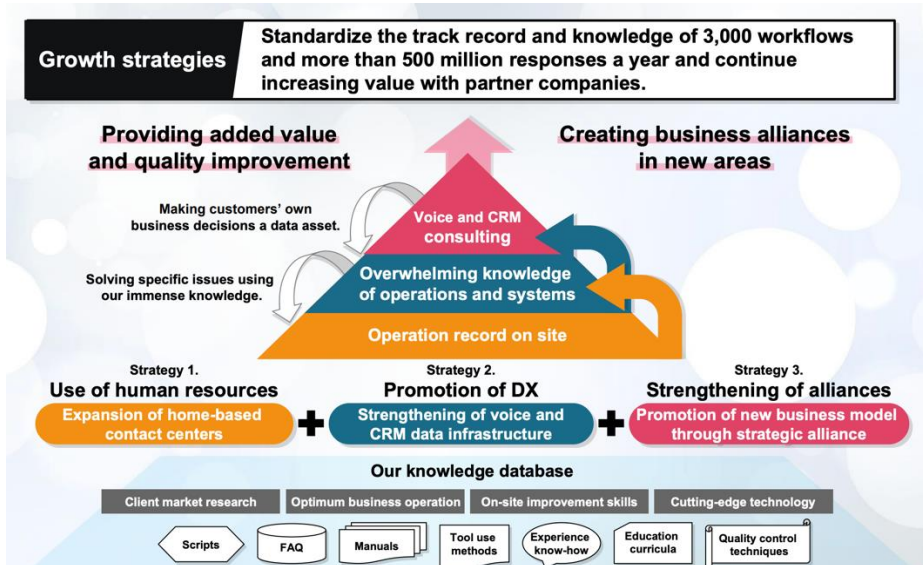 Growth strategies
Standardize the track record and knowledge of 3,000 workflows
and more than 500 million responses a year and continue
increasing value with partner companies.
Providing added value
and quality improvement
Creating business alliances
in new areas
Making customers’ own
business decisions a data asset.
Solving specific issues using
our immense knowledge.
Voice and CRM
consulting
Overwhelming knowledge
of operations and systems
Operation record on site
Strategy 1.
Use of human resources
Expansion of home-based
contact centers
+
Strategy 2.
Promotion of DX
Strengthening of voice and
CRM data infrastructure
+
Strategy 3.
Strengthening of alliances
Promotion of new business model
through strategic alliance
Our knowledge database
Client market research
Optimum business operation
On-site improvement skills
Cutting-edge technology
Scripts
FAQ
Manuals
Tool use
methods
Experience
know-how
Education
curricula
Quality control
techniques